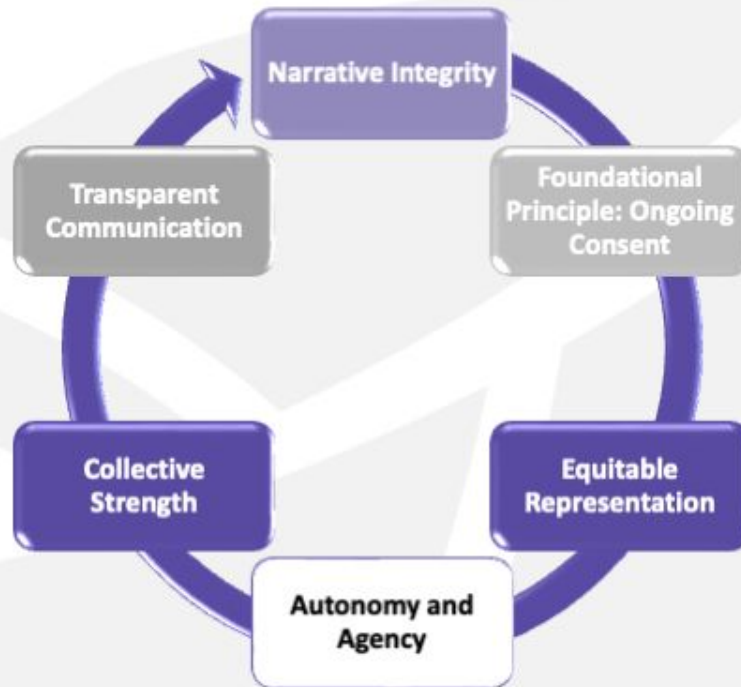 Narrative Integrity
Foundational
Principle: Ongoing
Consent
Equitable
Representation
Autonomy and
Agency
Collective
Strength
Transparent
Communication